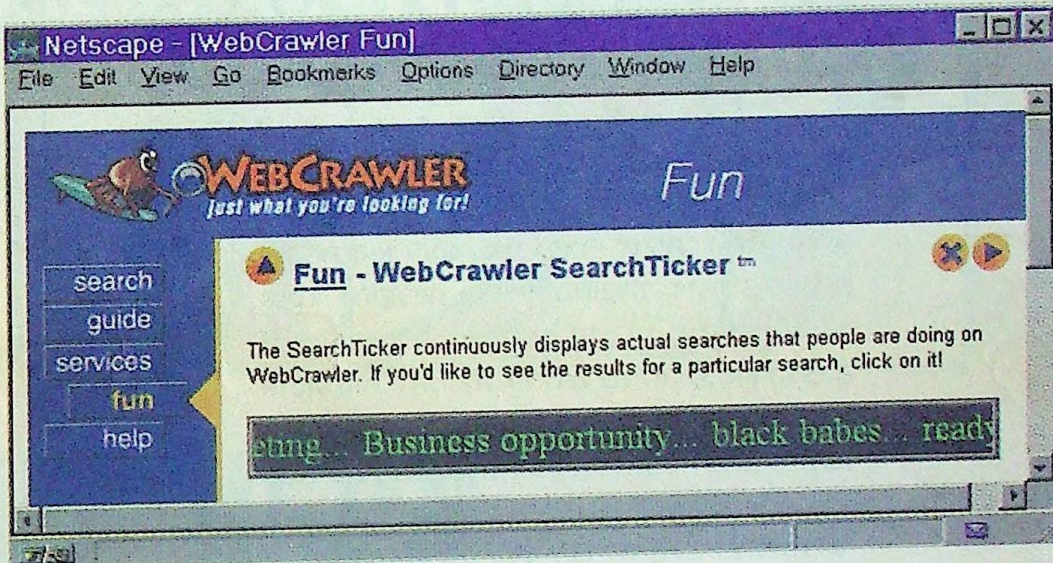 Netscape - [WebCrawler Fun]
File Edit View Go Bookmarks Options Directory Window Help
WEBCRAWLER
Just what you're looking for!
Fun
search
guide
services
fun
help
Fun - WebCrawler SearchTicker ™
The SearchTicker continuously displays actual searches that people are doing on
WebCrawler. If you'd like to see the results for a particular search, click on it!
eting... Business opportunity... black babes... ready